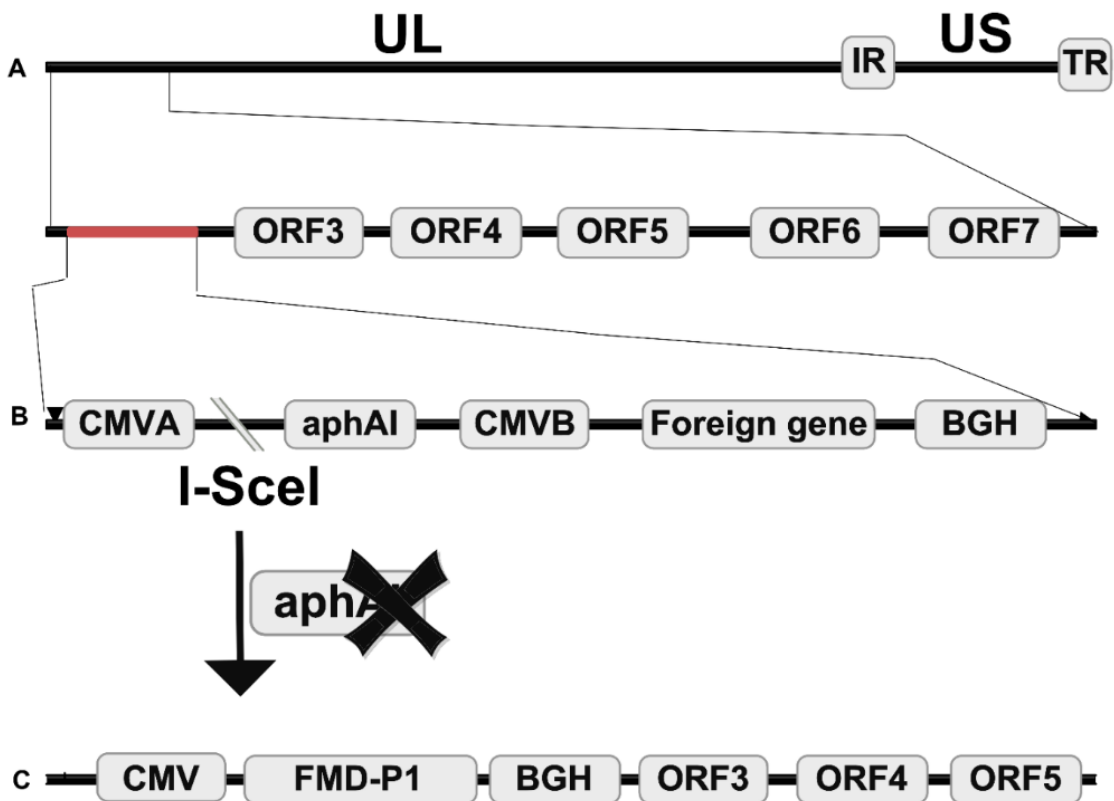 UL US
A IR TR
ORF3 ORF4 ORF5 ORF6 ORF7
B CMVA aphAI CMVB Foreign gene BGH
I-SceI
aphAI
C CMV FMD-P1 BGH ORF3 ORF4 ORF5